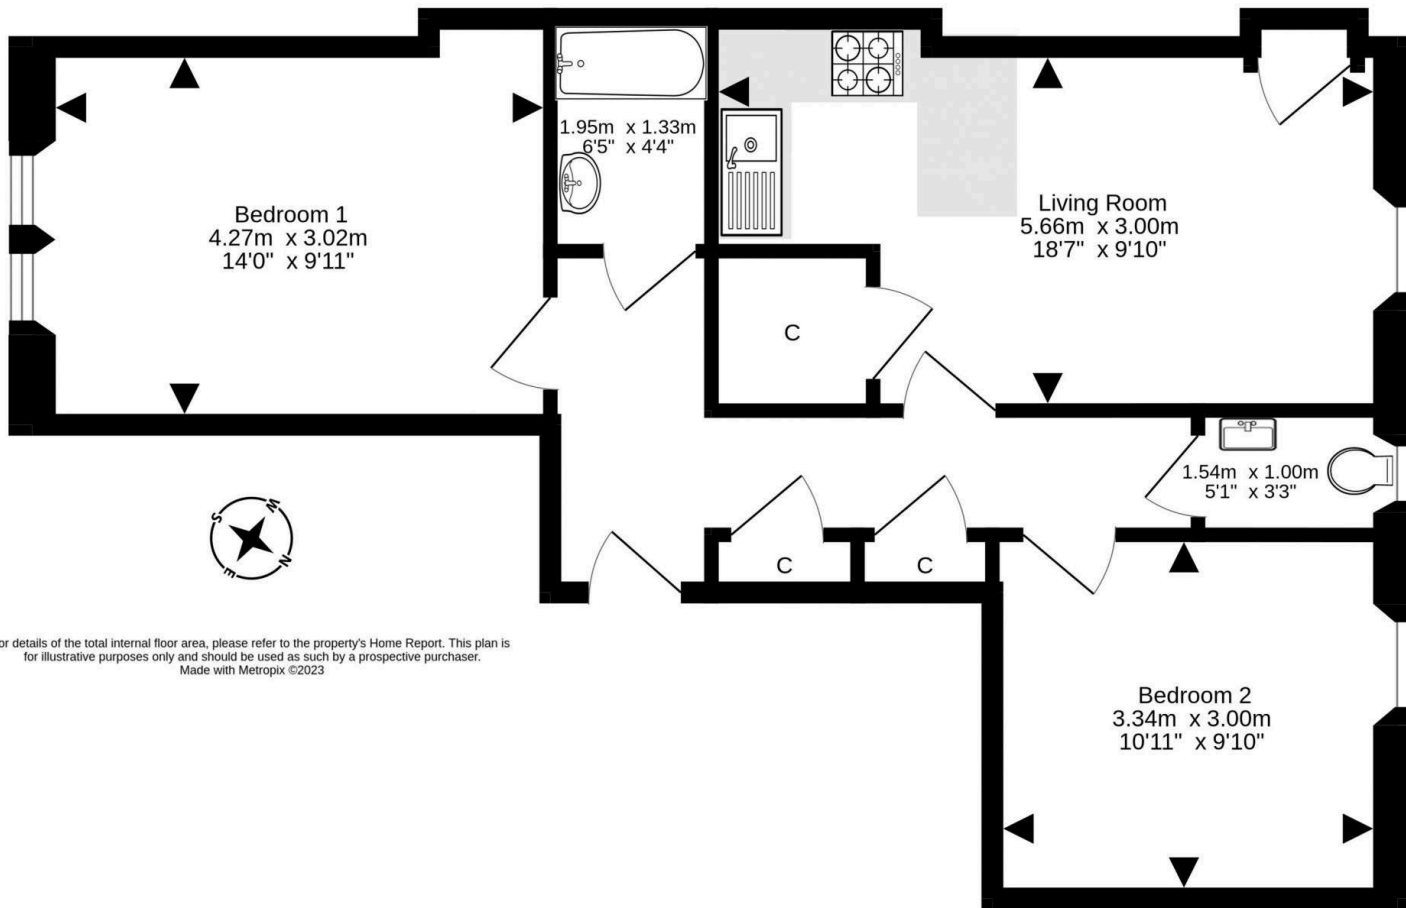 1.95m x 1.33m
6'5" x 4'4"
Bedroom 1
4.27m x 3.02m
14'0" x 9'11"
Living Room
5.66m x 3.00m
18'7" x 9'10"
C
1.54m x 1.00m
5'1" x 3'3"
C
C
S
W
E
N
or details of the total internal floor area, please refer to the property's Home Report. This plan is
for illustrative purposes only and should be used as such by a prospective purchaser.
Made with Metropix ©2023
Bedroom 2
3.34m x 3.00m
10'11" x 9'10"